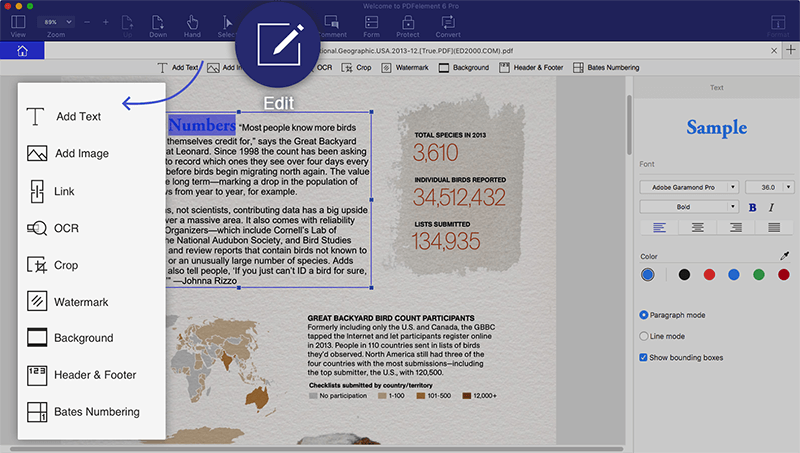 Welcome to PDFelement 6 Pro
89%
View
Zoom
Up
Down
Hand
Comment
Form
Protect
Convert
Format
tional.Geographic.USA.2013-12.[True.PDF](ED2000.COM).pdf
Add Text
OCR
Crop
Watermark
Background
Header & Footer
Bates Numbering
Edit
Add Text
Add Image
Link
OCR
Crop
Watermark
Background
Header & Footer
Bates Numbering
Numbers "Most people know more birds
themselves credit for," says the Great Backyard
at Leonard. Since 1998 the count has been asking
to record which ones they see over four days every
before birds begin migrating north again. The value
e long term—marking a drop in the population of
s from year to year, for example.
s, not scientists, contributing data has a big upside
er a massive area. It also comes with reliability
Organizers—which include Cornell's Lab of
he National Audubon Society, and Bird Studies
and review reports that contain birds not known to
or an unusually large number of species. Adds
also tell people, 'If you just can't ID a bird for sure,
" —Johnna Rizzo
TOTAL SPECIES IN 2013
3,610
INDIVIDUAL BIRDS REPORTED
34,512,432
LISTS SUBMITTED
134,935
GREAT BACKYARD BIRD COUNT PARTICIPANTS
Formerly including only the U.S. and Canada, the GBBC
tapped the Internet and let participants register online
in 2013. People in 110 countries sent in lists of birds
they'd observed. North America still had three of the
four countries with the most submissions—including
the top submitter, the U.S., with 120,500.
Checklists submitted by country/territory
No participation
1-100
101-500
12,000+
Text
Sample
Font
Adobe Garamond Pro
36.0
Bold
B
I
Color
Paragraph mode
Line mode
Show bounding boxes